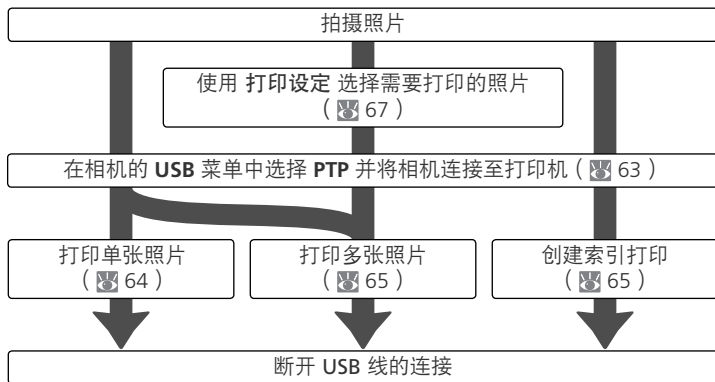 拍摄照片
使用 打印设定 选择需要打印的照片
( 67 )
在相机的 USB 菜单中选择 PTP 并将相机连接至打印机 ( 63 )
打印单张照片
( 64 )
打印多张照片
( 65 )
创建索引打印
( 65 )
断开 USB 线的连接